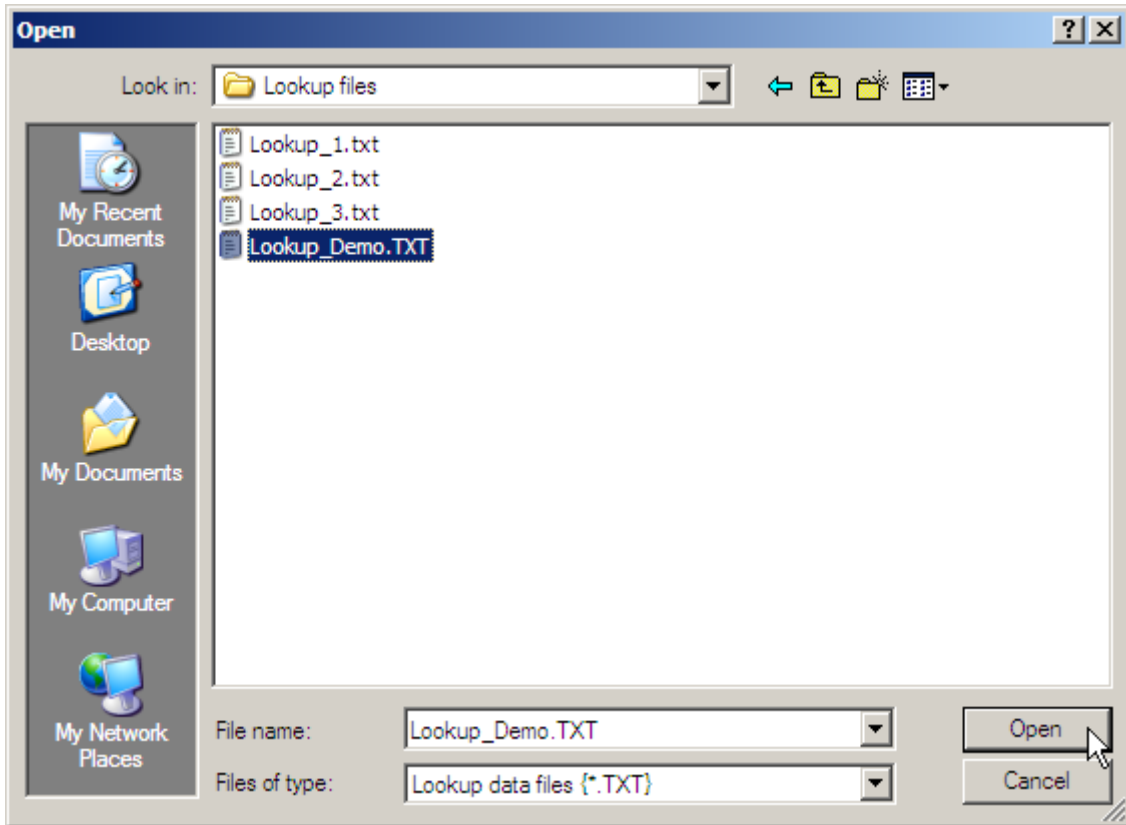 Open
Look in:
Lookup files
My Recent
Documents
Desktop
My Documents
My Computer
My Network
Places
Lookup_1.txt
Lookup_2.txt
Lookup_3.txt
Lookup_Demo.TXT
File name:
Lookup_Demo.TXT
Open
Files of type:
Lookup data files {*.TXT}
Cancel